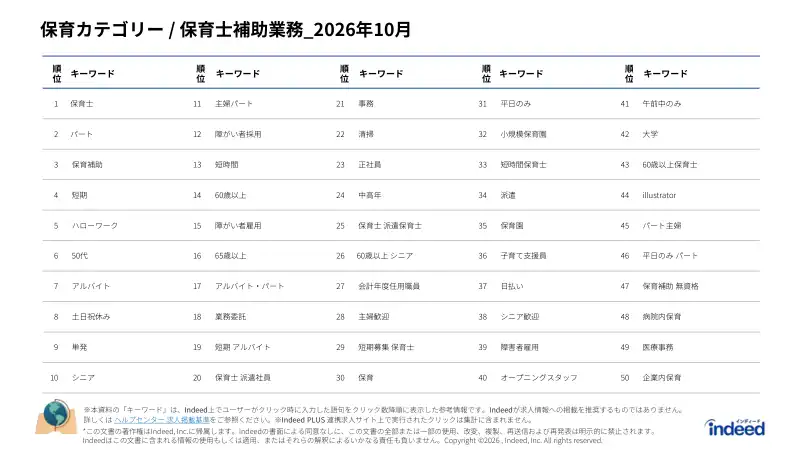 保育カテゴリー / 保育士補助業務_2026年10月
順位 キーワード 順位 キーワード 順位 キーワード 順位 キーワード 順位 キーワード
1 保育士 11 主婦パート 21 事務 31 平日のみ 41 午前中のみ
2 パート 12 障がい者採用 22 清掃 32 小規模保育園 42 大学
3 保育補助 13 短時間 23 正社員 33 短時間保育士 43 60歳以上保育士
4 短期 14 60歳以上 24 中高年 34 派遣 44 illustrator
5 ハローワーク 15 障がい者雇用 25 保育士 派遣保育士 35 保育園 45 パート主婦
6 50代 16 65歳以上 26 60歳以上 シニア 36 子育て支援員 46 平日のみ パート
7 アルバイト 17 アルバイト・パート 27 会計年度任用職員 37 日払い 47 保育補助 無資格
8 土日祝休み 18 業務委託 28 主婦歓迎 38 シニア歓迎 48 病院内保育
9 単発 19 短期 アルバイト 29 短期募集 保育士 39 障害者雇用 49 医療事務
10 シニア 20 保育士 派遣社員 30 保育 40 オープニングスタッフ 50 企業内保育
※本資料の「キーワード」は、Indeed上でユーザーがクリック時に入力した語句をクリック数降順に表示した参考情報です。Indeedが求人情報への掲載を推奨するものではありません。
詳しくは ヘルプセンター 求人掲載基準をご参照ください。※Indeed PLUS 連携求人サイト上で実行されたクリックは集計に含まれません。
*この文書の著作権はIndeed, Inc.に帰属します。Indeedの書面による同意なしに、この文書の全部または一部の使用、改変、複製、再送信および再発表は明示的に禁止されます。
Indeedはこの文書に含まれる情報の使用もしくは適用、またはそれらの解釈によるいかなる責任も負いません。Copyright ©2026 , Indeed, Inc. All rights reserved.
インディード
indeed